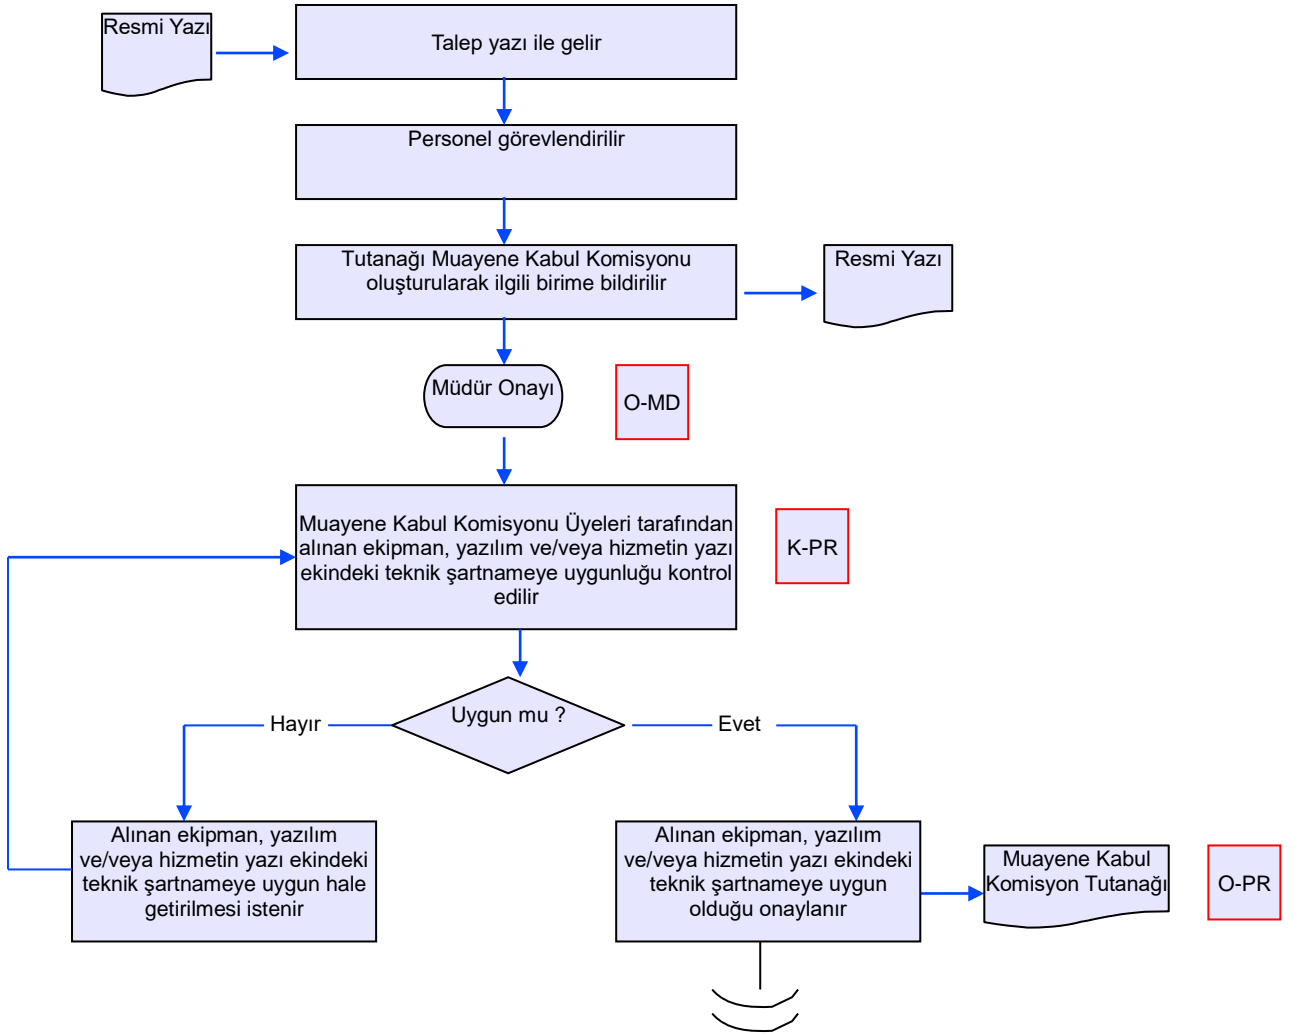 Resmi Yazı
Talep yazı ile gelir
Personel görevlendirilir
Tutanağı Muayene Kabul Komisyonu
oluşturularak ilgili birime bildirilir
Resmi Yazı
Müdür Onayı
O-MD
Muayene Kabul Komisyonu Üyeleri tarafından
alınan ekipman, yazılım ve/veya hizmetin yazı
ekindeki teknik şartnameye uygunluğu kontrol
edilir
K-PR
Uygun mu ?
Hayır
Evet
Alınan ekipman, yazılım
ve/veya hizmetin yazı ekindeki
teknik şartnameye uygun hale
getirilmesi istenir
Alınan ekipman, yazılım
ve/veya hizmetin yazı ekindeki
teknik şartnameye uygun
olduğu onaylanır
Muayene Kabul
Komisyon Tutanağı
O-PR